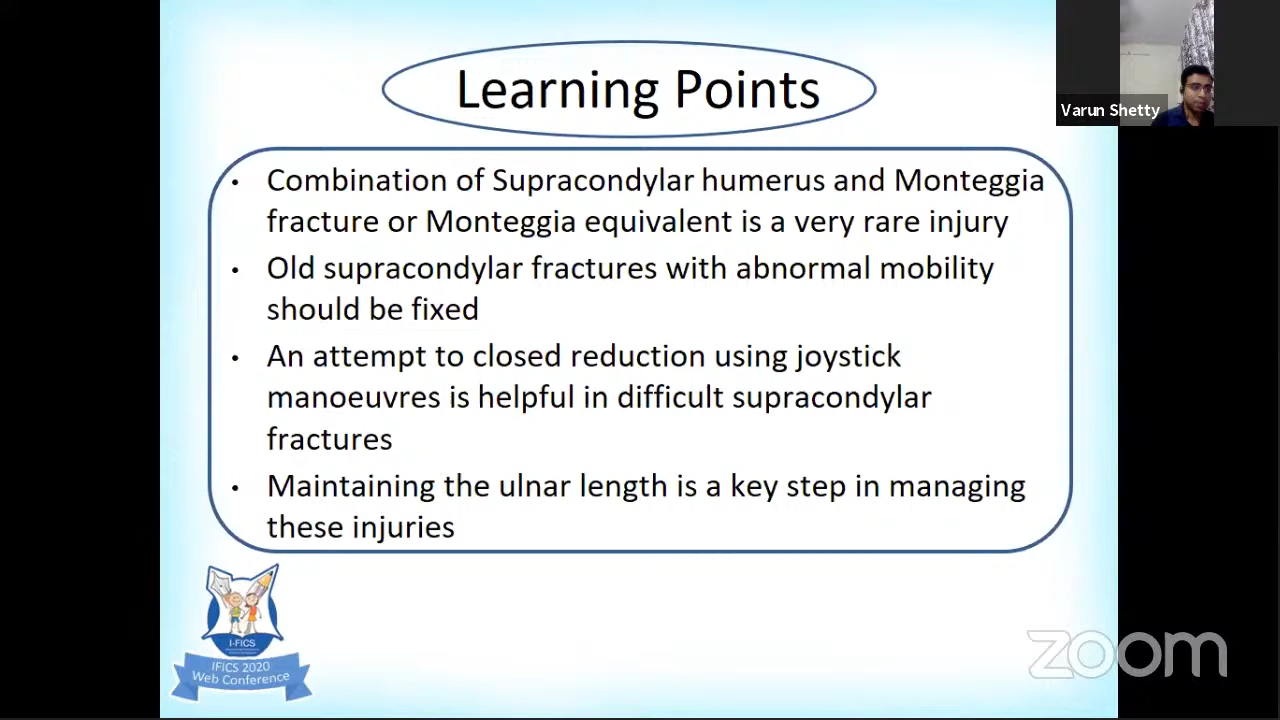 Learning Points
Varun Shetty
• Combination of Supracondylar humerus and Monteggia
fracture or Monteggia equivalent is a very rare injury
• Old supracondylar fractures with abnormal mobility
should be fixed
• An attempt to closed reduction using joystick
manoeuvres is helpful in difficult supracondylar
fractures
• Maintaining the ulnar length is a key step in managing
these injuries
I-FICS
IFICS 2020
Web Conference
zoom